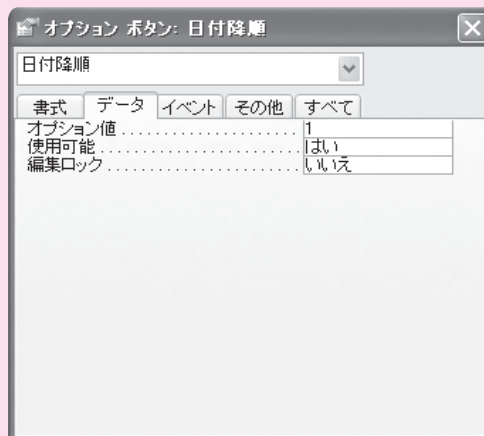 オプション ボタン: 日付降順
日付降順
書式 データ イベント その他 すべて
オプション値 . . . . . . . . . . . . . . . . . . . . . 1
使用可能 . . . . . . . . . . . . . . . . . . . . . . . . はい
編集ロック . . . . . . . . . . . . . . . . . . . . . . . いいえ